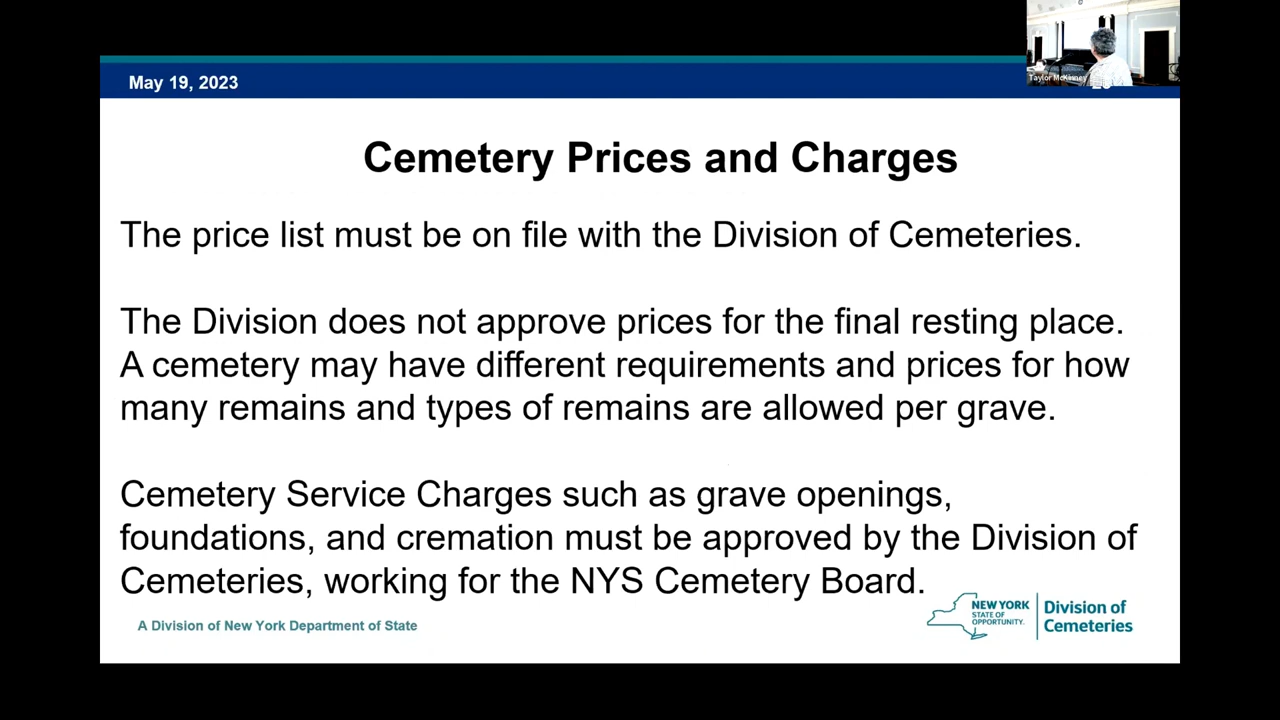 May 19, 2023
Taylor McKinney
Cemetery Prices and Charges
The price list must be on file with the Division of Cemeteries.
The Division does not approve prices for the final resting place.
A cemetery may have different requirements and prices for how
many remains and types of remains are allowed per grave.
Cemetery Service Charges such as grave openings,
foundations, and cremation must be approved by the Division of
Cemeteries, working for the NYS Cemetery Board.
A Division of New York Department of State
NEW YORK
STATE OF
OPPORTUNITY.
Division of
Cemeteries